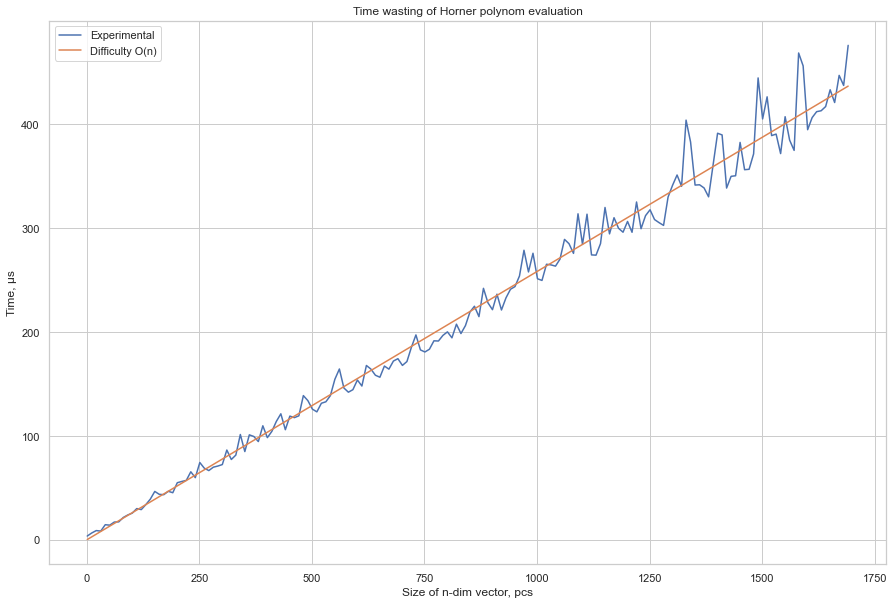 Time wasting of Horner polynom evaluation
Experimental
Difficulty O(n)
Time, µs
400
300
200
100
0
0 250 500 750 1000 1250 1500 1750
Size of n-dim vector, pcs